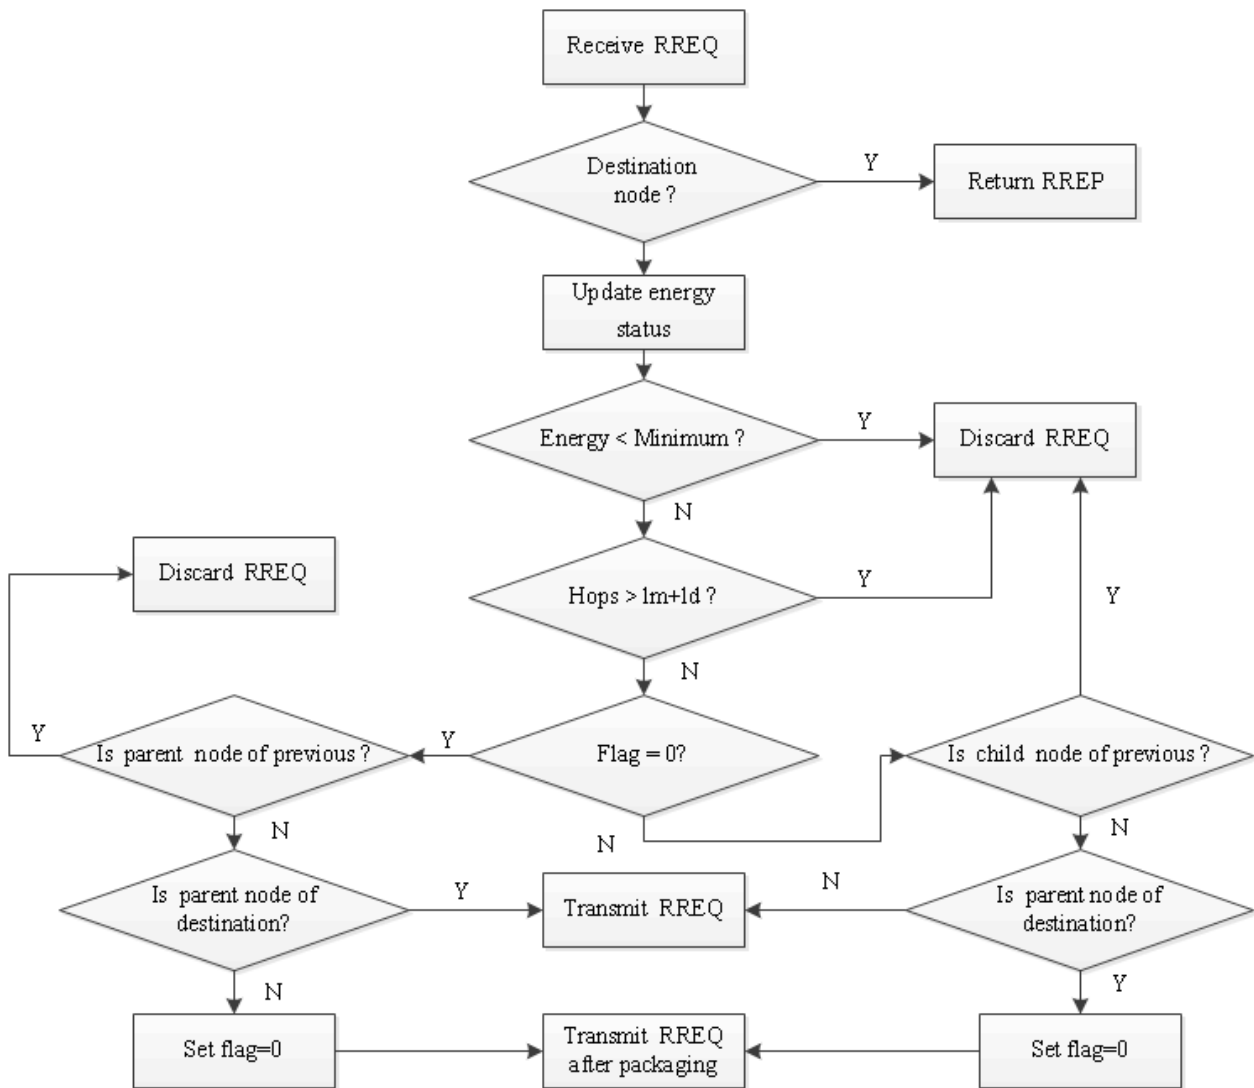 Receive RREQ
Destination
node ?
Y
Return RREP
Update energy
status
Energy < Minimum ?
Y
Discard RREQ
N
Discard RREQ
Hops > lm+ld ?
Y
Y
N
Y
Is parent node of previous ?
Y
Flag = 0?
Is child node of previous ?
N
N
N
Is parent node of
destination?
Y
Transmit RREQ
N
Is parent node of
destination?
N
Y
Set flag=0
Transmit RREQ
after packaging
Set flag=0